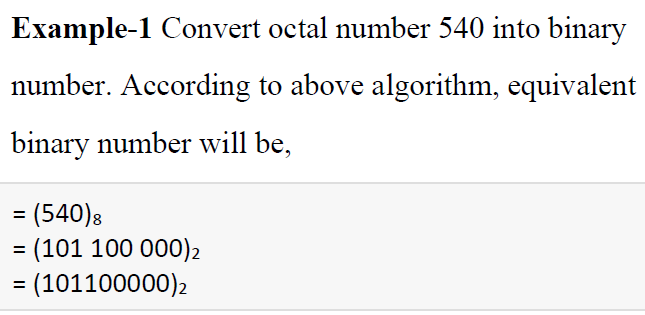 Example-1 Convert octal number 540 into binary
number. According to above algorithm, equivalent
binary number will be,
= (540)₈
= (101 100 000)₂
= (101100000)₂